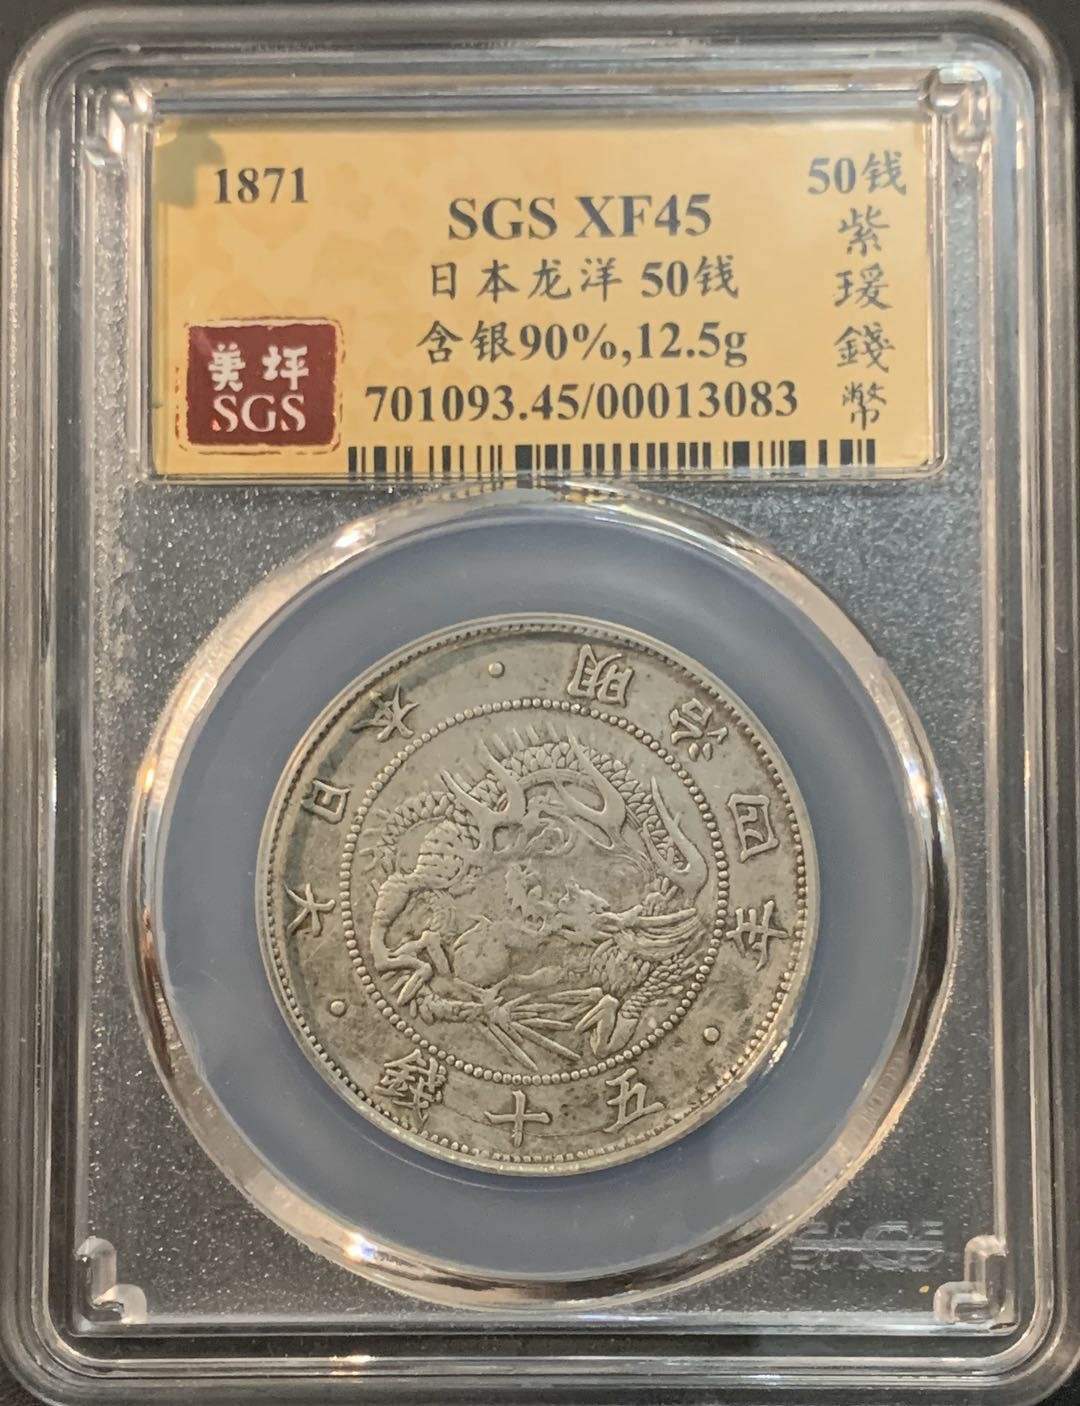 1871
SGS XF45
日本龙洋 50钱
含银90%,12.5g
701093.45/00013083
50钱
紫瑗錢幣
美坪
SGS
大日本・明治四年・五十錢・